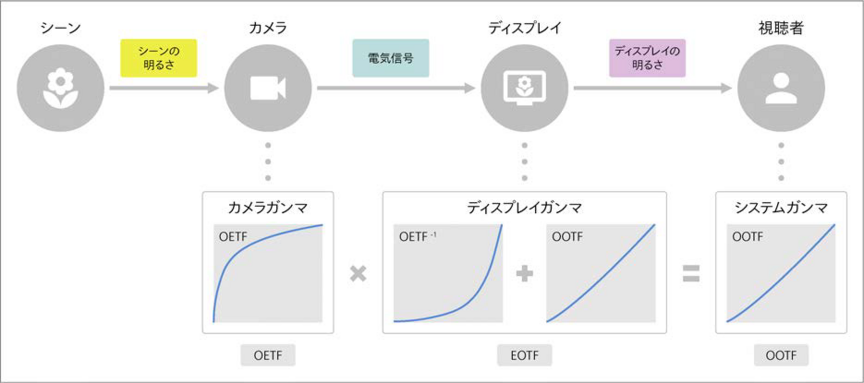 シーン
カメラ
ディスプレイ
視聴者
シーンの
明るさ
電気信号
ディスプレイの
明るさ
カメラガンマ
ディスプレイガンマ
システムガンマ
OETF
OETF⁻¹
OOTF
OOTF
×
+
=
OETF
EOTF
OOTF